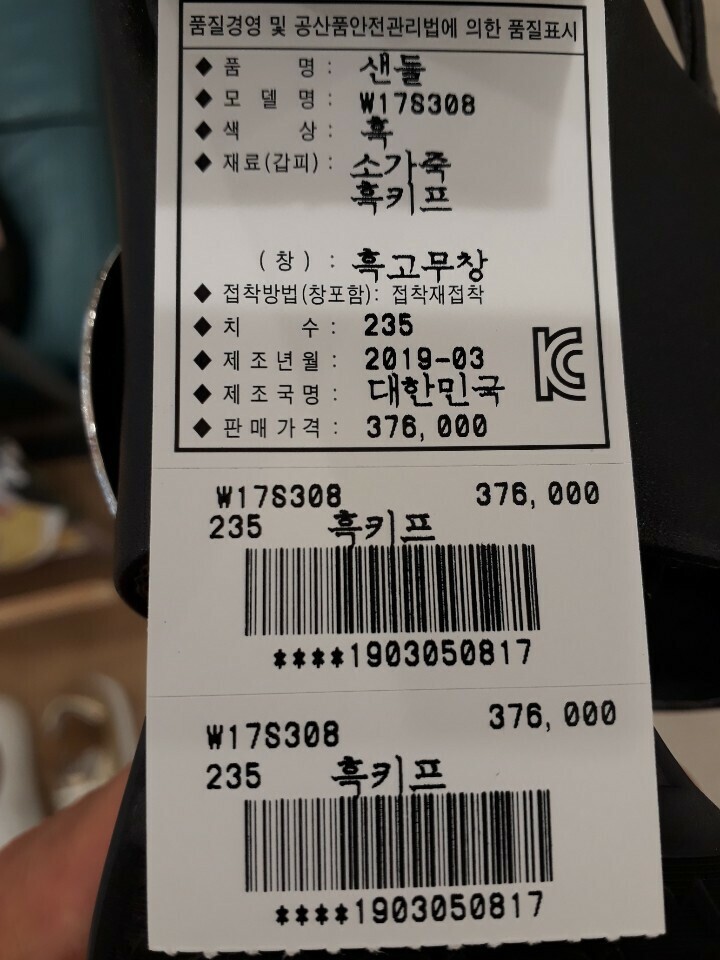 품질경영 및 공산품안전관리법에 의한 품질표시
◆ 품 명 : 샌들
◆ 모 델 명 : W17S308
◆ 색 상 : 흑
◆ 재료(갑피) : 소가죽
흑키프
( 창 ) : 흑고무창
◆ 접착방법(창포함) : 접착재접착
◆ 치 수 : 235
◆ 제 조 년 월 : 2019-03
◆ 제 조 국 명 : 대한민국
◆ 판 매 가 격 : 376,000
W17S308 376,000
235 흑키프
****1903050817
W17S308 376,000
235 흑키프
****1903050817